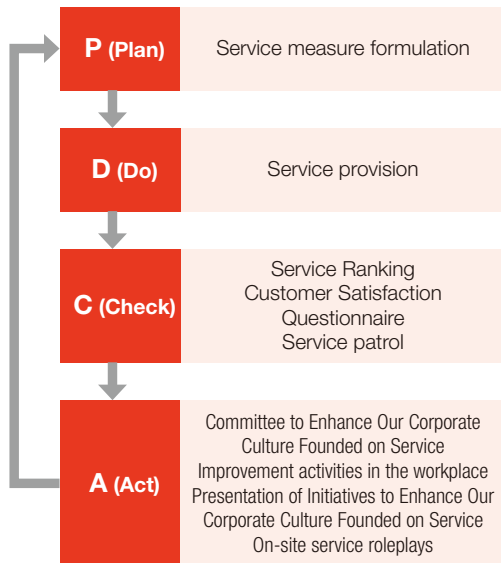 P (Plan)
Service measure formulation
D (Do)
Service provision
C (Check)
Service Ranking
Customer Satisfaction
Questionnaire
Service patrol
A (Act)
Committee to Enhance Our Corporate
Culture Founded on Service
Improvement activities in the workplace
Presentation of Initiatives to Enhance Our
Corporate Culture Founded on Service
On-site service roleplays